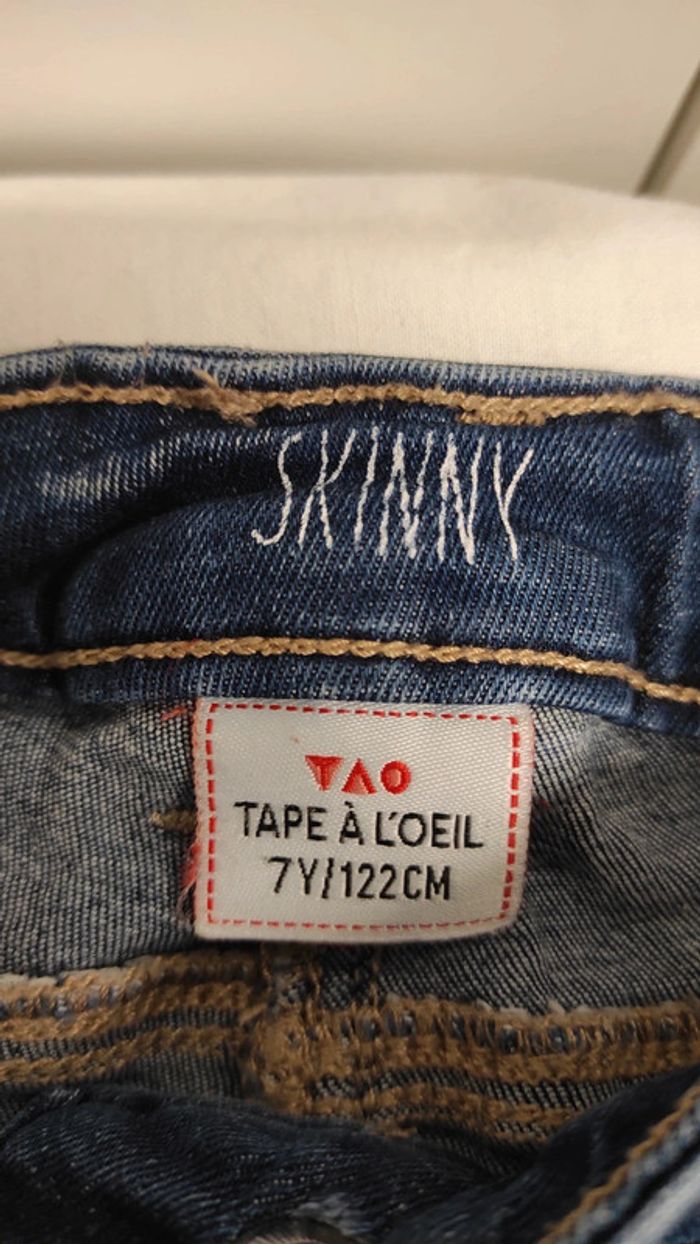 SKINNY
TAO
TAPE À L'OEIL
7Y/122CM